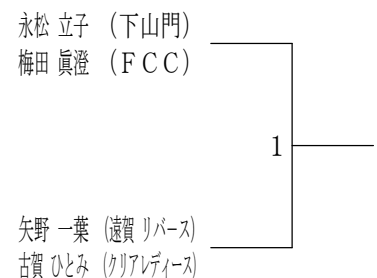 永松 立子 (下山門)
梅田 眞澄 (ＦＣＣ)
1
矢野 一葉 (遠賀 リバース)
古賀 ひとみ (クリアレディース)